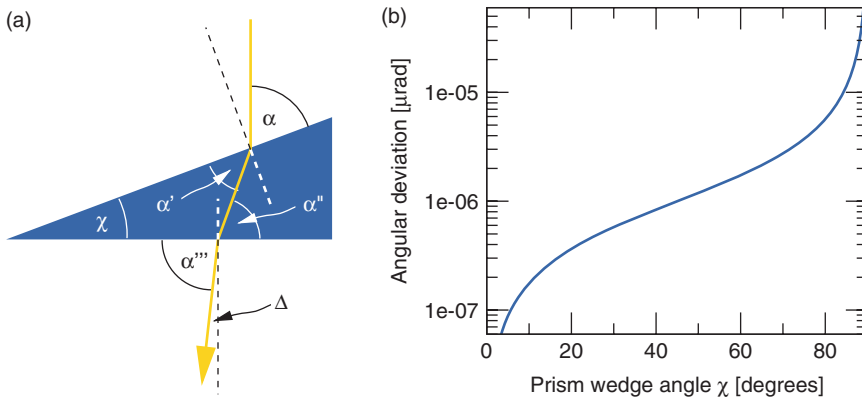 (a)
α
α'
α''
χ
α'''
Δ
(b)
Angular deviation [μrad]
1e-05
1e-06
1e-07
0 20 40 60 80
Prism wedge angle χ [degrees]